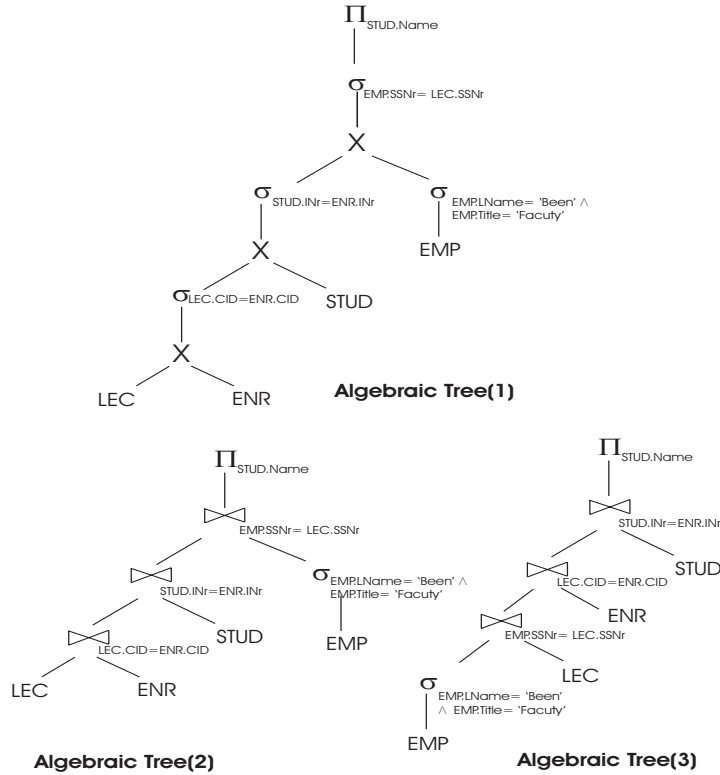 Π STUD.Name
σ EMP.SSNr= LEC.SSNr
X
σ STUD.INr=ENR.INr
σ EMP.LName= ‘Been’ ∧
EMP.Title= ‘Facuty’
X
EMP
σ LEC.CID=ENR.CID
STUD
X
LEC
ENR
Algebraic Tree(1)
Π STUD.Name
EMP.SSNr= LEC.SSNr
STUD.INr=ENR.INr
σ EMP.LName= ‘Been’ ∧
EMP.Title= ‘Facuty’
LEC.CID=ENR.CID
STUD
EMP
LEC
ENR
Algebraic Tree(2)
Π STUD.Name
STUD.INr=ENR.INr
LEC.CID=ENR.CID
STUD
ENR
EMP.SSNr= LEC.SSNr
LEC
σ EMP.LName= ‘Been’
∧ EMP.Title= ‘Facuty’
EMP
Algebraic Tree(3)